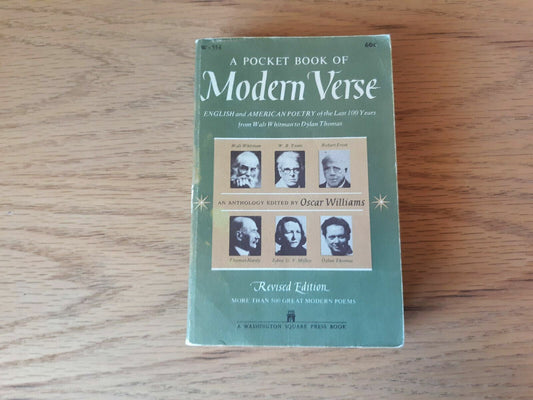 W•554
60¢
A POCKET BOOK OF
Modern Verse
ENGLISH and AMERICAN POETRY of the Last 100 Years
from Walt Whitman to Dylan Thomas
Walt Whitman W. B. Yeats Robert Frost
AN ANTHOLOGY EDITED BY Oscar Williams
Thomas Hardy Edna St. V. Millay Dylan Thomas
Revised Edition
MORE THAN 500 GREAT MODERN POEMS
A WASHINGTON SQUARE PRESS BOOK